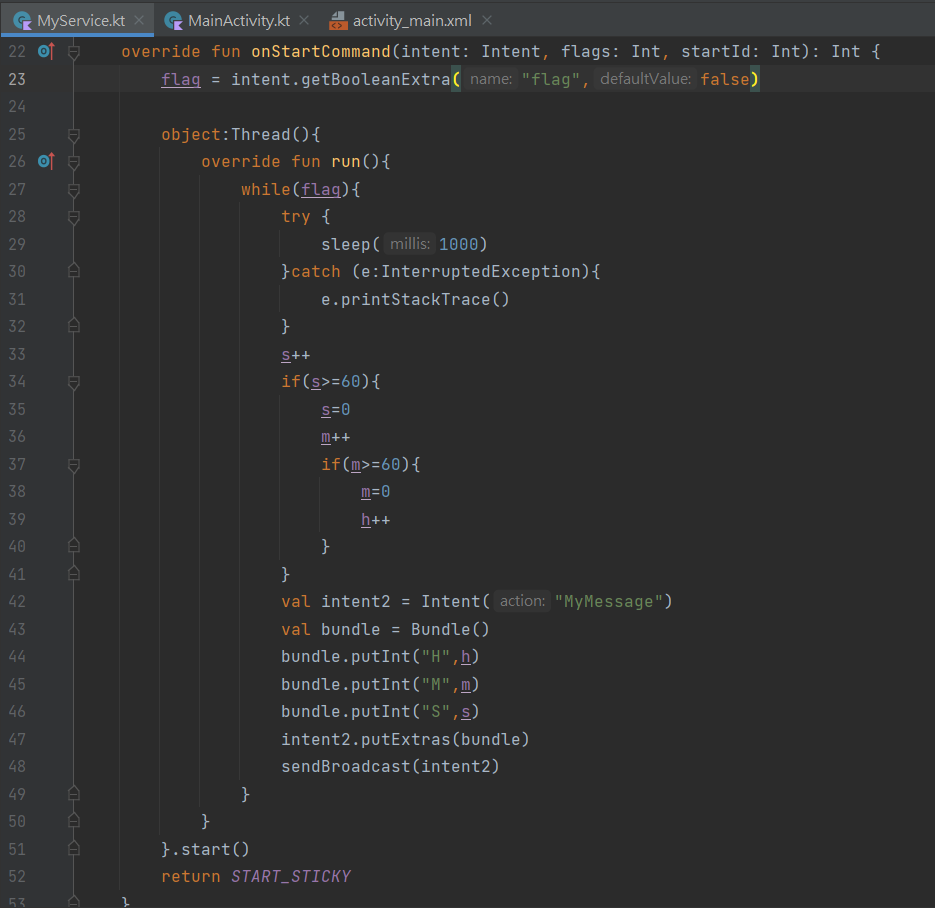 MyService.kt MainActivity.kt activity_main.xml
22 override fun onStartCommand(intent: Intent, flags: Int, startId: Int): Int {
23 flag = intent.getBooleanExtra( name: "flag", defaultValue: false)
24
25 object:Thread(){
26 override fun run(){
27 while(flag){
28 try {
29 sleep( millis: 1000)
30 }catch (e:InterruptedException){
31 e.printStackTrace()
32 }
33 s++
34 if(s>=60){
35 s=0
36 m++
37 if(m>=60){
38 m=0
39 h++
40 }
41 }
42 val intent2 = Intent( action: "MyMessage")
43 val bundle = Bundle()
44 bundle.putInt("H",h)
45 bundle.putInt("M",m)
46 bundle.putInt("S",s)
47 intent2.putExtras(bundle)
48 sendBroadcast(intent2)
49 }
50 }
51 }.start()
52 return START_STICKY
53 }